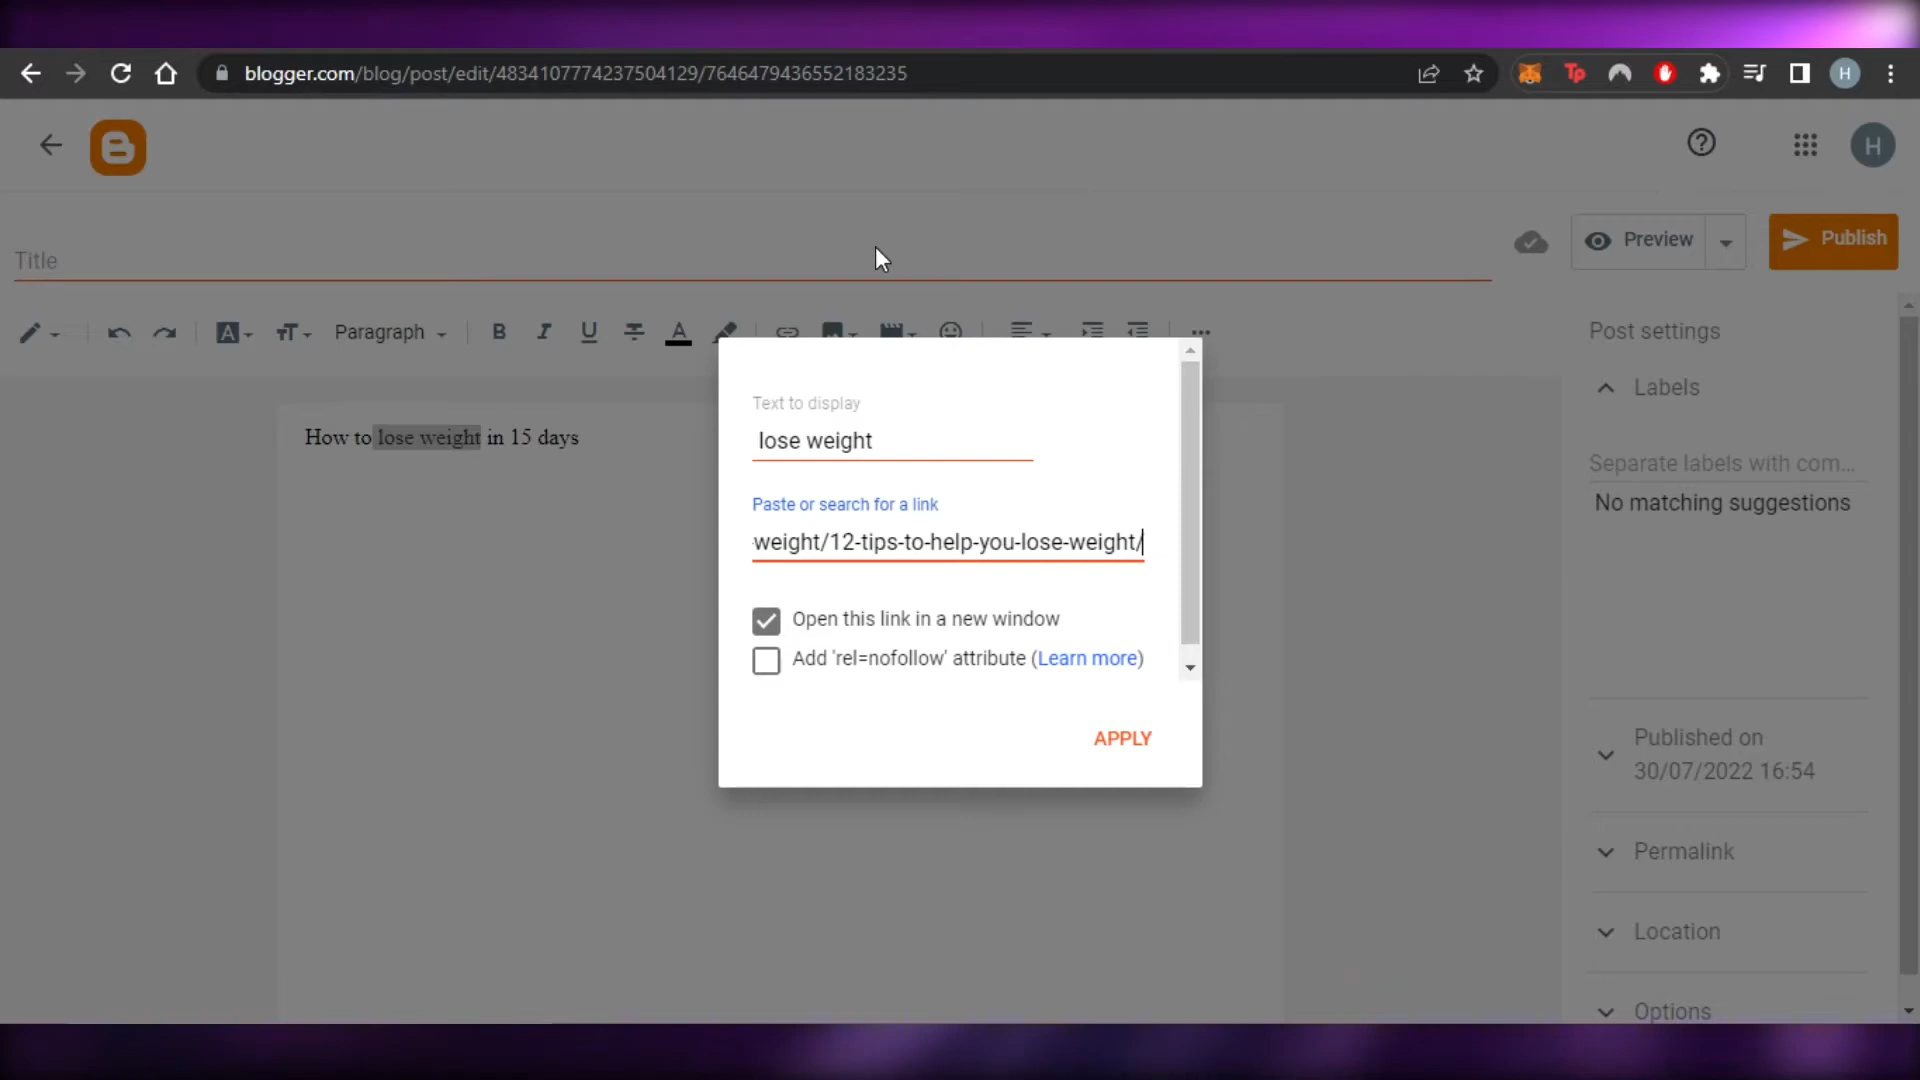 blogger.com/blog/post/edit/4834107774237504129/7646479436552183235
Tp
H
H
Title
Preview
Publish
A
TT
Paragraph
B
I
U
A
Post settings
Labels
Separate labels with com...
No matching suggestions
How to lose weight in 15 days
Text to display
lose weight
Paste or search for a link
weight/12-tips-to-help-you-lose-weight/
Open this link in a new window
Add 'rel=nofollow' attribute (Learn more)
APPLY
Published on
30/07/2022 16:54
Permalink
Location
Options